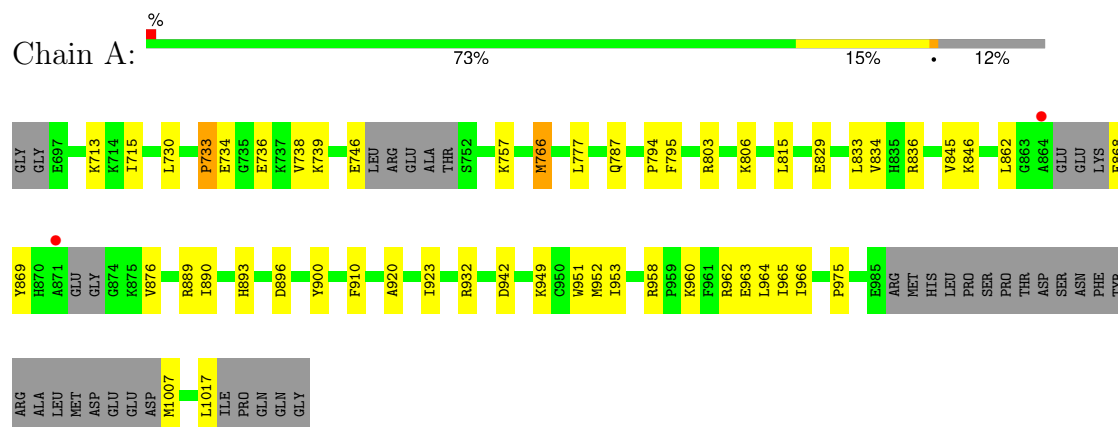 %
Chain A:
73% 15% • 12%
GLY GLY E697 K713 K714 I715 L730 P733 E734 G735 E736 K737 V738 K739 E746 LEU ARG GLU ALA THR S752 K757 M766 L777 Q787 P794 F795 R803 K806 L815 E829 L833 V834 H835 R836 V845 K846 L862 G863 A864 GLU GLU LYS E868
Y869 H870 A871 GLU GLY G874 K875 V876 R889 I890 H893 D896 Y900 F910 A920 I923 R932 D942 K949 C950 W951 M952 I953 R958 P959 K960 F961 R962 E963 L964 I965 I966 P975 E985 ARG MET HIS LEU PRO SER PRO THR ASP SER ASN PHE TYR
ARG ALA LEU MET ASP GLU GLU ASP M1007 L1017 ILE PRO GLN GLN GLY